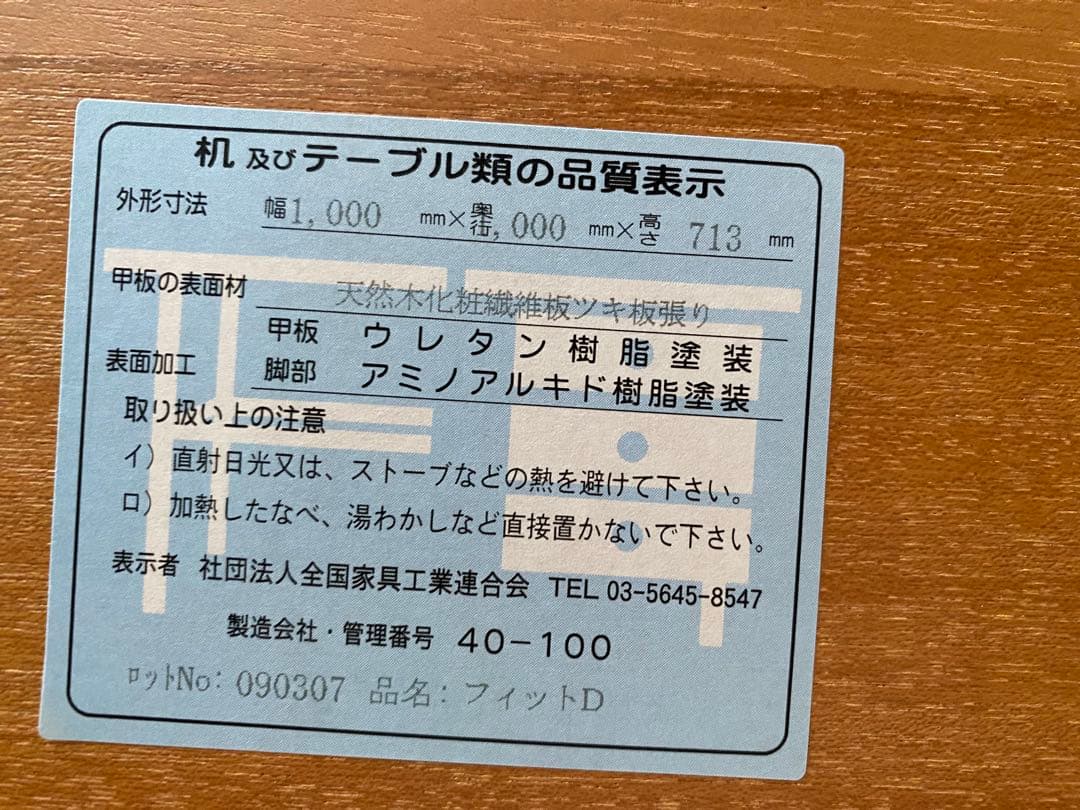 机及びテーブル類の品質表示
外形寸法 幅1,000 mm×奥行,000 mm×高さ 713 mm
甲板の表面材 天然木化粧繊維板ツキ板張り
表面加工 甲板 ウレタン樹脂塗装
脚部 アミノアルキド樹脂塗装
取り扱い上の注意
イ）直射日光又は、ストーブなどの熱を避けて下さい。
ロ）加熱したなべ、湯わかしなど直接置かないで下さい。
表示者 社団法人全国家具工業連合会 TEL 03-5645-8547
製造会社・管理番号 40-100
ﾛｯﾄNo: 090307 品名: フィットD